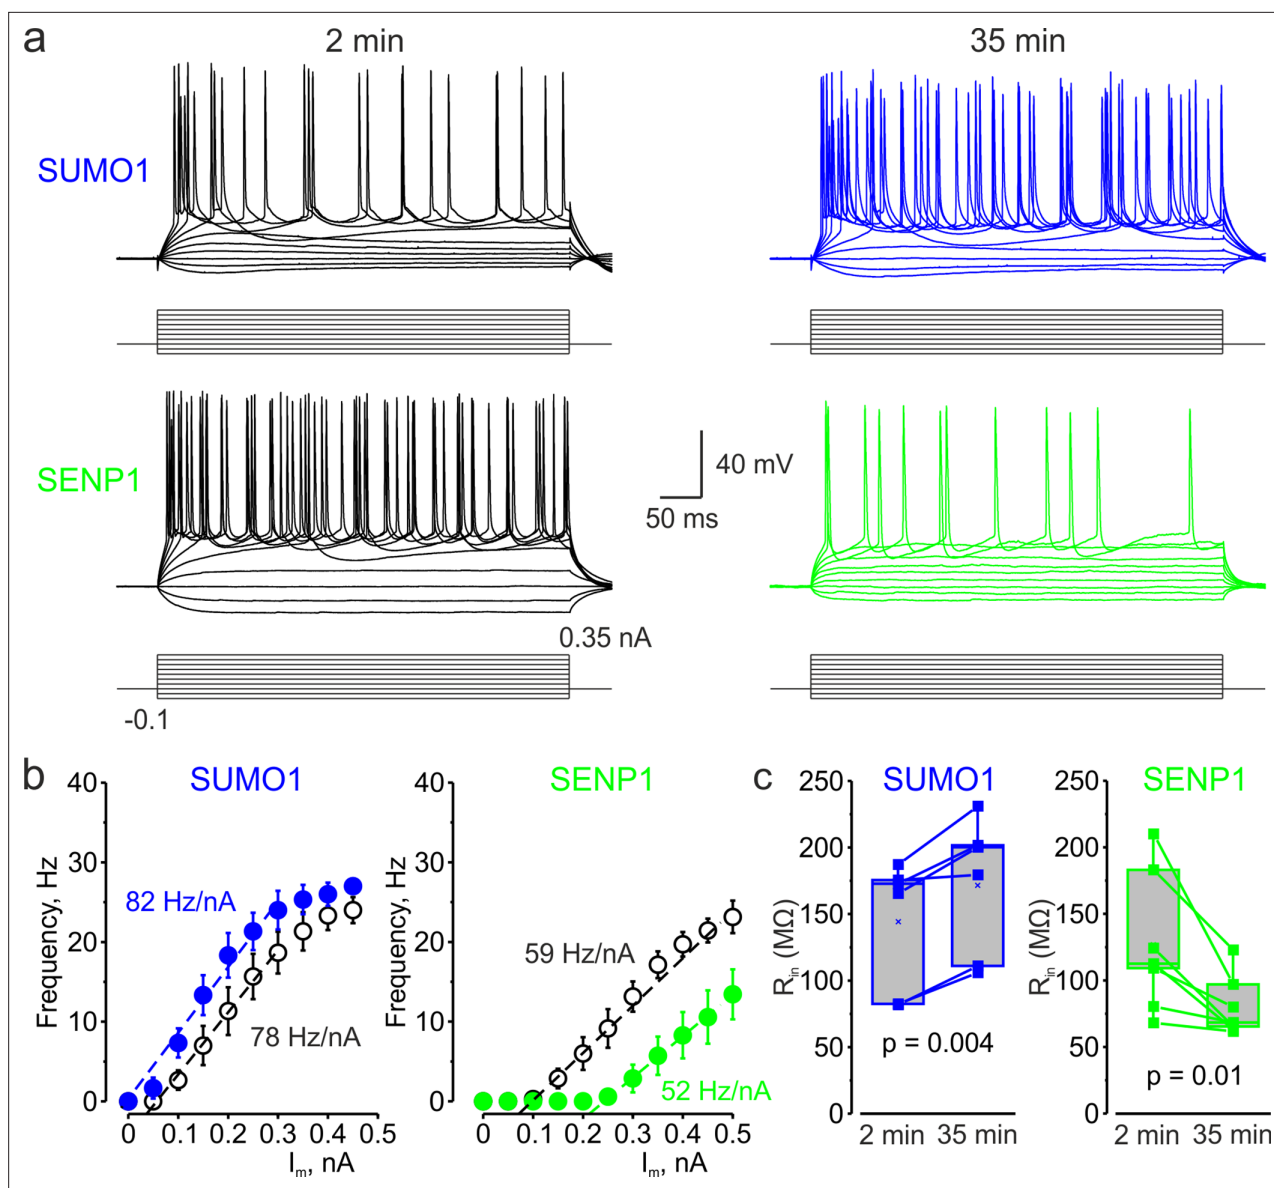 a
2 min
35 min
SUMO1
SENP1
40 mV
50 ms
0.35 nA
-0.1
b
SUMO1
SENP1
c
SUMO1
SENP1
Frequency, Hz
40
30
20
10
0
82 Hz/nA
78 Hz/nA
0 0.1 0.2 0.3 0.4 0.5
Im, nA
Frequency, Hz
40
30
20
10
0
59 Hz/nA
52 Hz/nA
0 0.1 0.2 0.3 0.4 0.5
Im, nA
Rin (MΩ)
250
200
150
100
50
0
p = 0.004
2 min 35 min
Rin (MΩ)
250
200
150
100
50
0
p = 0.01
2 min 35 min